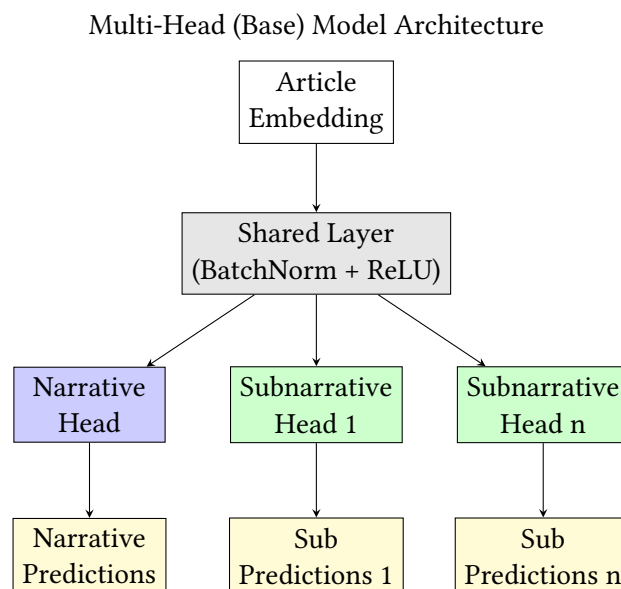 Multi-Head (Base) Model Architecture
Article
Embedding
Shared Layer
(BatchNorm + ReLU)
Narrative
Head
Subnarrative
Head 1
Subnarrative
Head n
Narrative
Predictions
Sub
Predictions 1
Sub
Predictions n